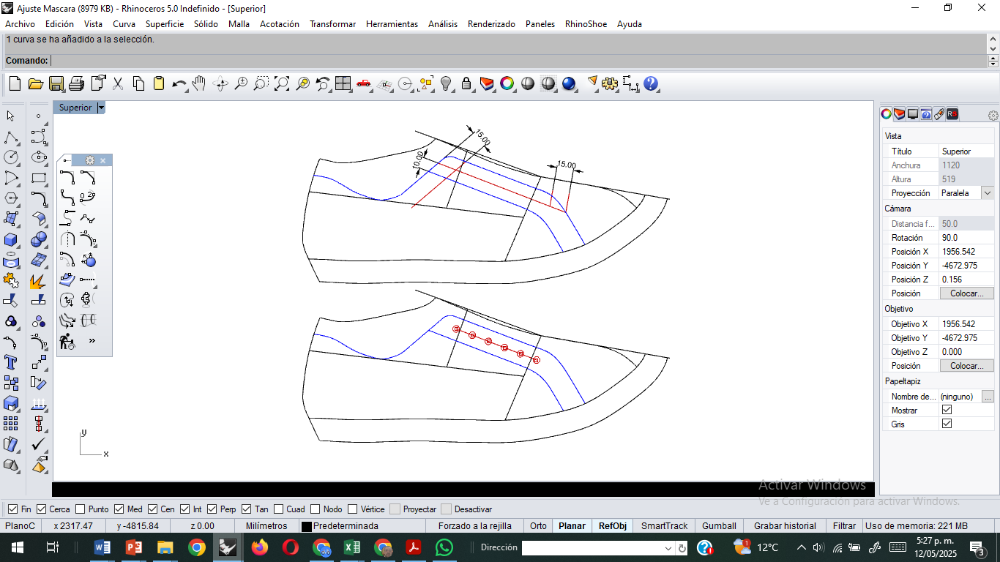 Ajuste Mascara (8979 KB) - Rhinoceros 5.0 Indefinido - [Superior]
Archivo Edición Vista Curva Superficie Sólido Malla Acotación Transformar Herramientas Análisis Renderizado Paneles RhinoShoe Ayuda
1 curva se ha añadido a la selección.
Comando:
Superior
15.00
10.00
15.00
y
x
Vista
Título Superior
Anchura 1120
Altura 519
Proyección Paralela
Cámara
Distancia f... 50.0
Rotación 90.0
Posición X 1956.542
Posición Y -4672.975
Posición Z 0.156
Posición Colocar...
Objetivo
Objetivo X 1956.542
Objetivo Y -4672.975
Objetivo Z 0.000
Posición Colocar...
Papeltapiz
Nombre de... (ninguno) ...
Mostrar
Gris
Activar Windows
Ve a Configuración para activar Windows.
Fin Cerca Punto Med Cen Int Perp Tan Cuad Nodo Vértice Proyectar Desactivar
PlanoC x 2317.47 y -4815.84 z 0.00 Milímetros Predeterminada Forzado a la rejilla Orto Planar RefObj SmartTrack Gumball Grabar historial Filtrar Uso de memoria: 221 MB
Dirección 12°C 5:27 p. m.
12/05/2025
3